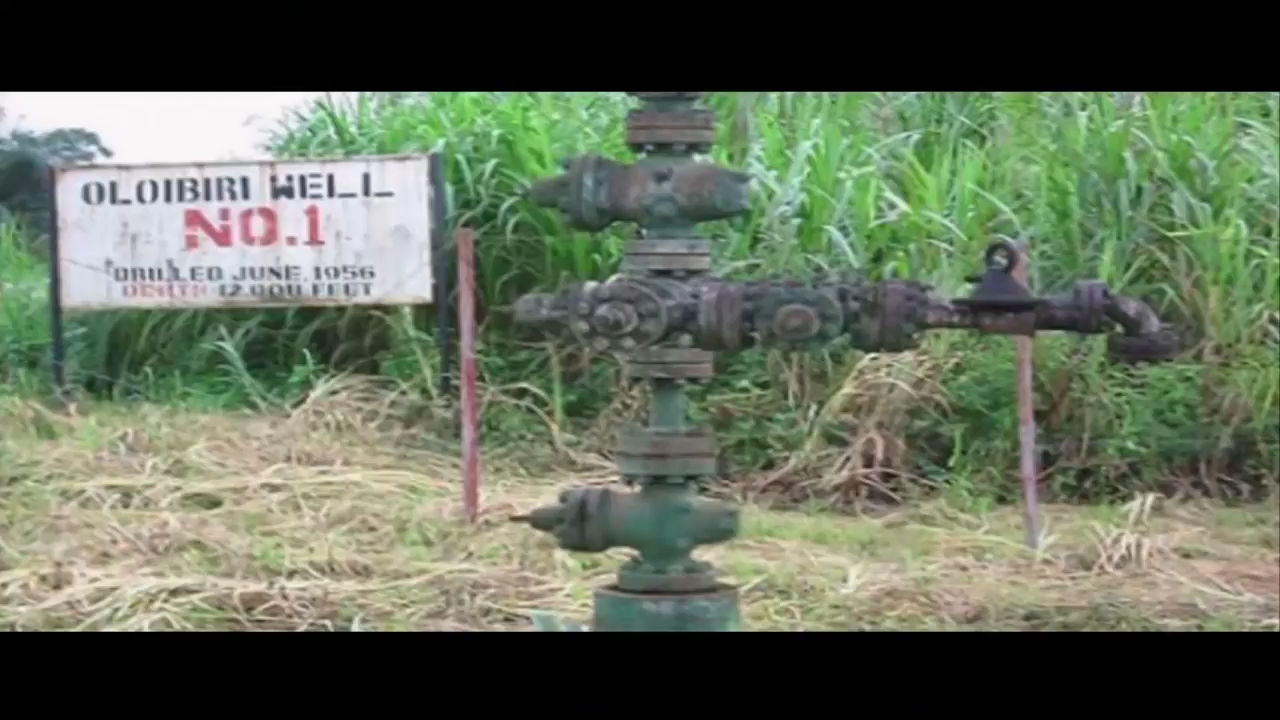 OLOIBIRI WELL
NO.1
DRILLED JUNE, 1956
DEPTH 12,000 FEET